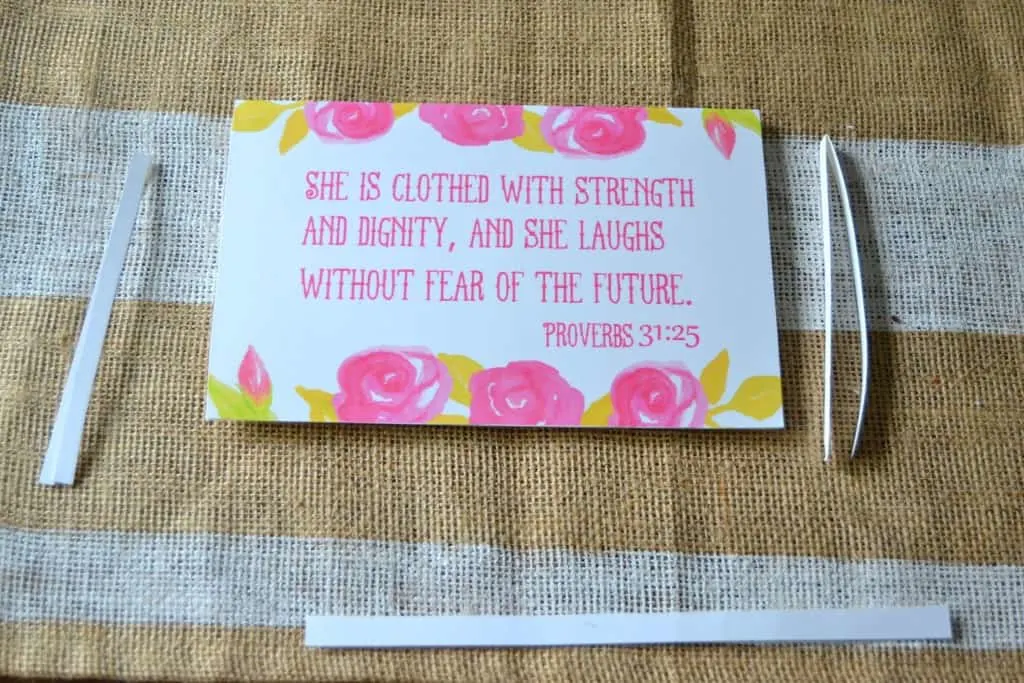 SHE IS CLOTHED WITH STRENGTH
AND DIGNITY, AND SHE LAUGHS
WITHOUT FEAR OF THE FUTURE.
PROVERBS 31:25